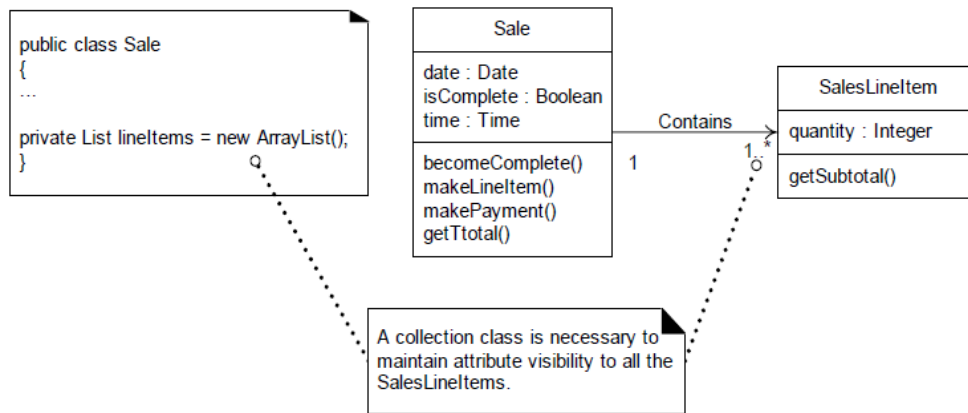 public class Sale
{
...
private List lineItems = new ArrayList();
}
Sale
date : Date
isComplete : Boolean
time : Time
becomeComplete()
makeLineItem()
makePayment()
getTtotal()
Contains
1
1..*
SalesLineItem
quantity : Integer
getSubtotal()
A collection class is necessary to
maintain attribute visibility to all the
SalesLineItems.